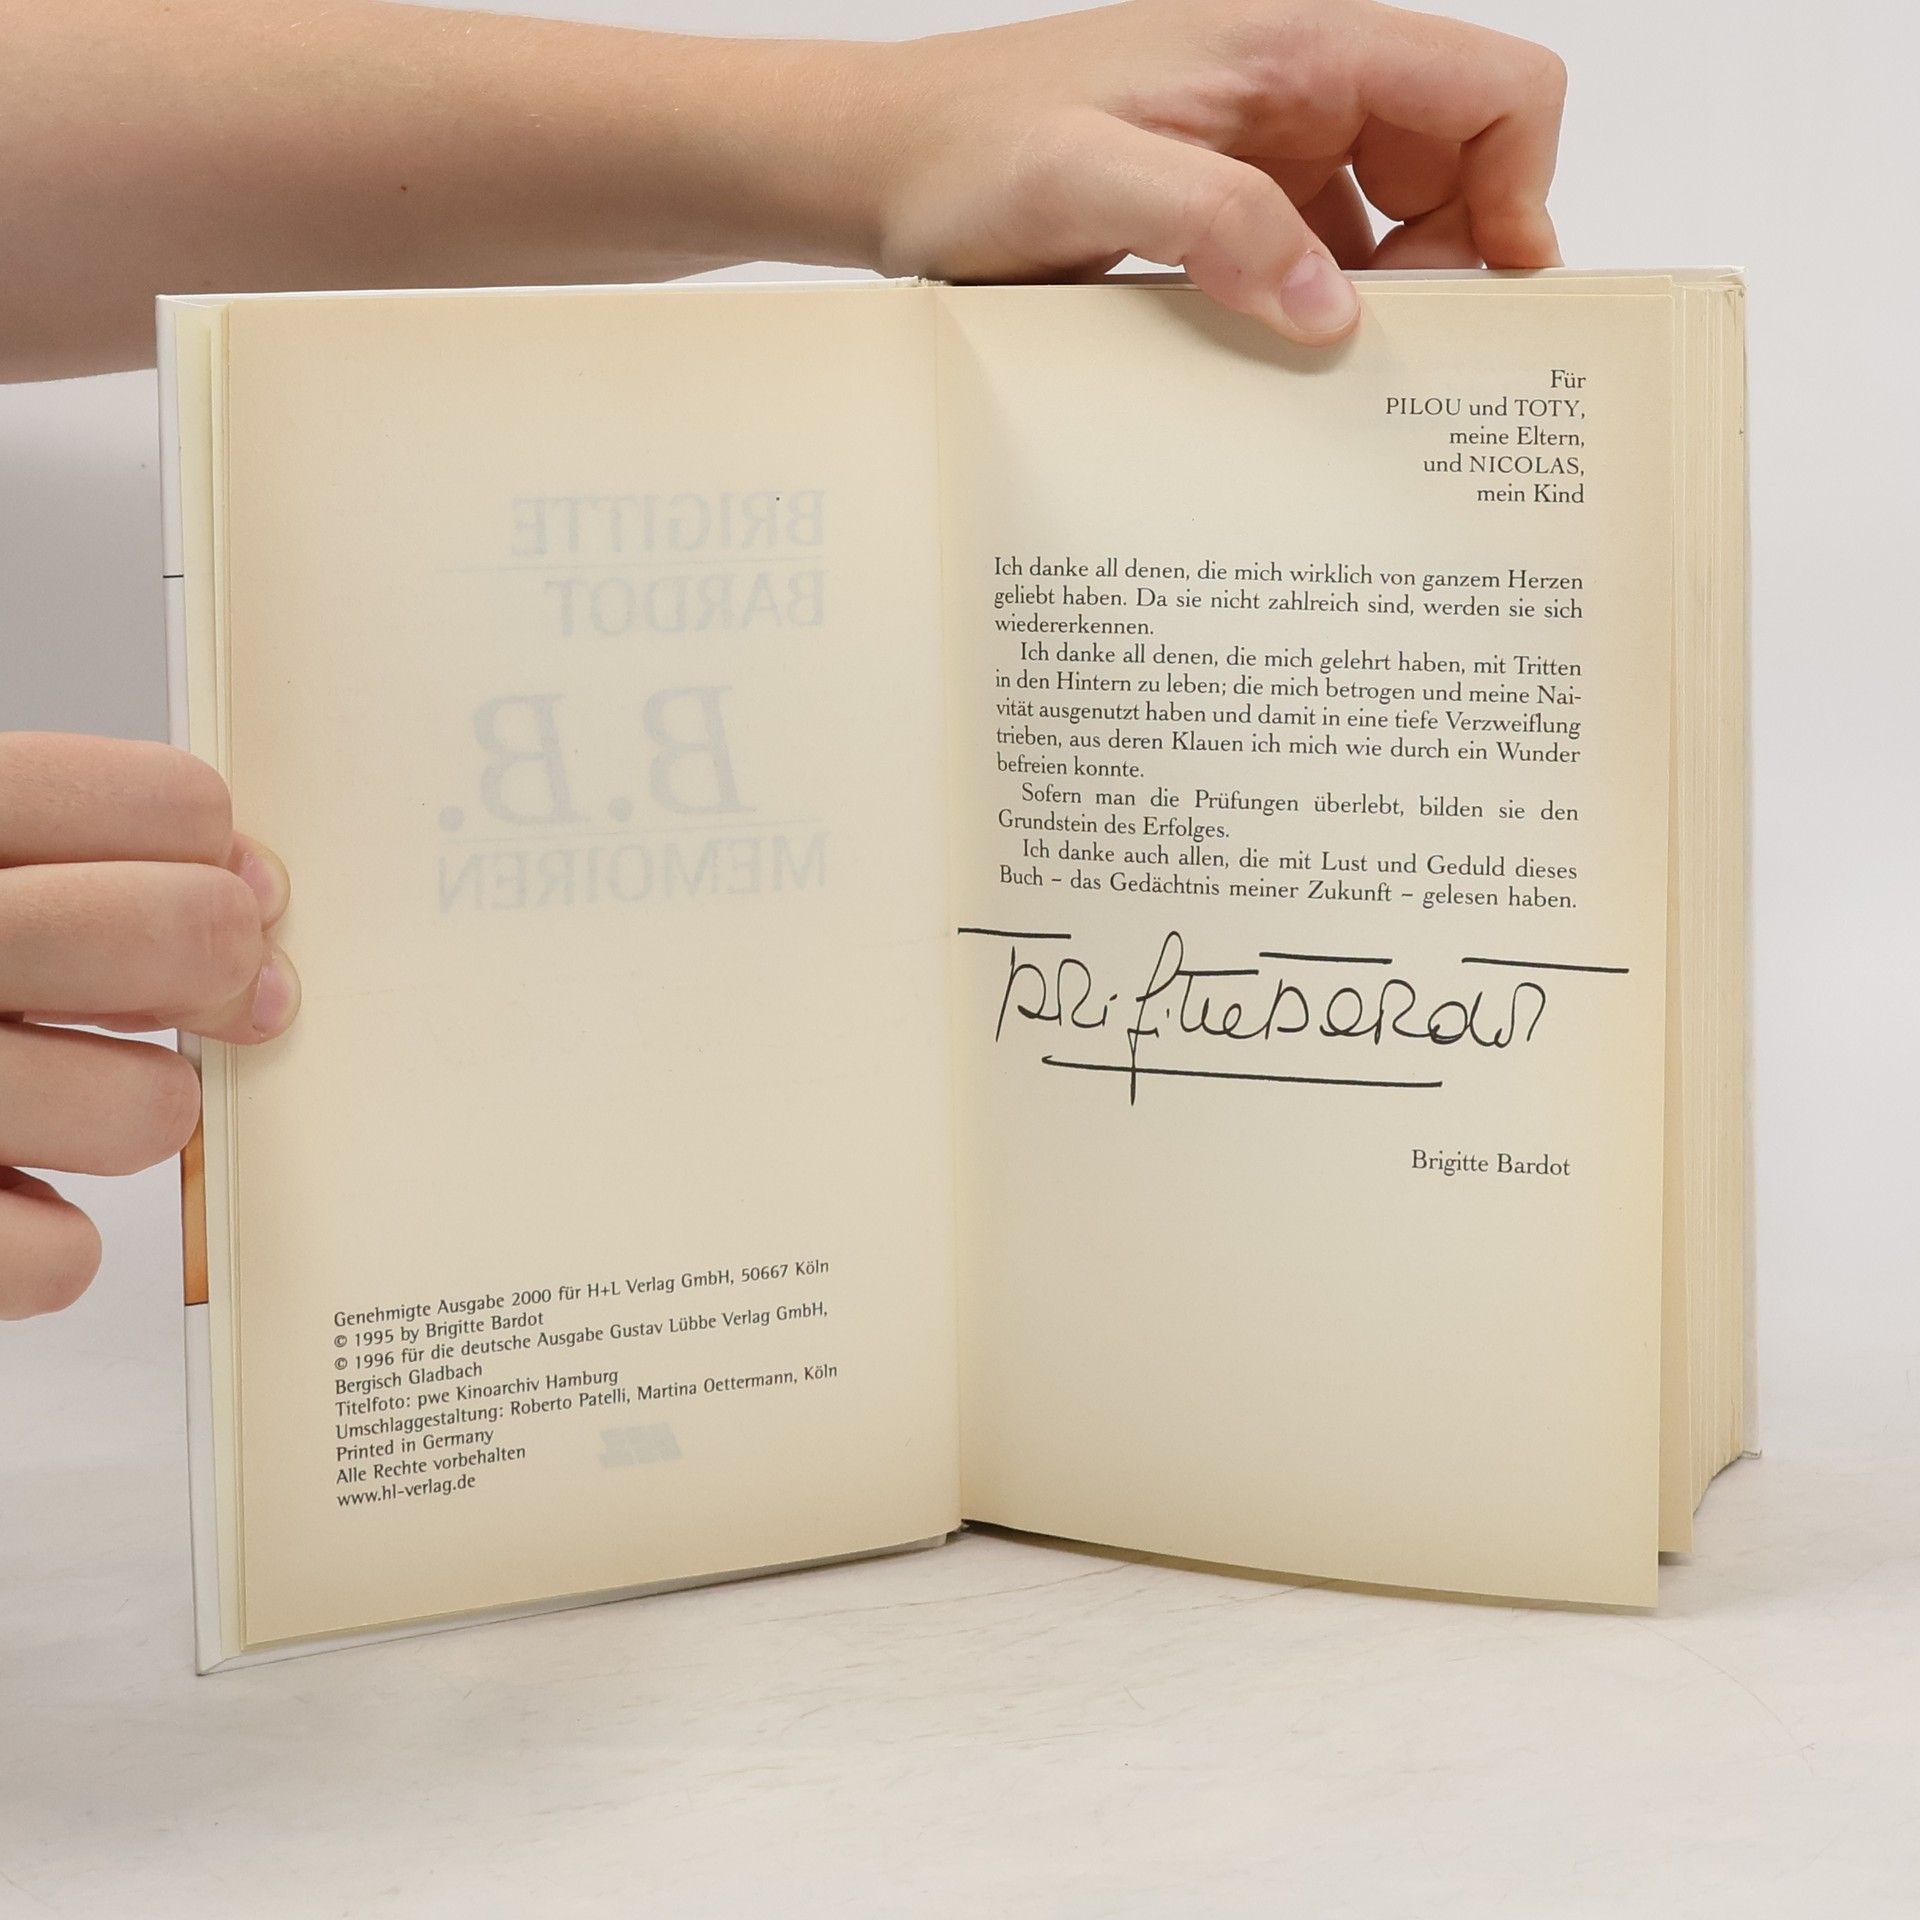 BRIGITTE
BARDOT
B.B.
MEMOIREN
Genehmigte Ausgabe 2000 für H+L Verlag GmbH, 50667 Köln
© 1995 by Brigitte Bardot
© 1996 für die deutsche Ausgabe Gustav Lübbe Verlag GmbH,
Bergisch Gladbach
Titelfoto: pwe Kinoarchiv Hamburg
Umschlaggestaltung: Roberto Patelli, Martina Oettermann, Köln
Printed in Germany
Alle Rechte vorbehalten
www.hl-verlag.de
Für
PILOU und TOTY,
meine Eltern,
und NICOLAS,
mein Kind
Ich danke all denen, die mich wirklich von ganzem Herzen
geliebt haben. Da sie nicht zahlreich sind, werden sie sich
wiedererkennen.
Ich danke all denen, die mich gelehrt haben, mit Tritten
in den Hintern zu leben; die mich betrogen und meine Nai-
vität ausgenutzt haben und damit in eine tiefe Verzweiflung
trieben, aus deren Klauen ich mich wie durch ein Wunder
befreien konnte.
Sofern man die Prüfungen überlebt, bilden sie den
Grundstein des Erfolges.
Ich danke auch allen, die mit Lust und Geduld dieses
Buch – das Gedächtnis meiner Zukunft – gelesen haben.
Brigitte Bardot
Brigitte Bardot